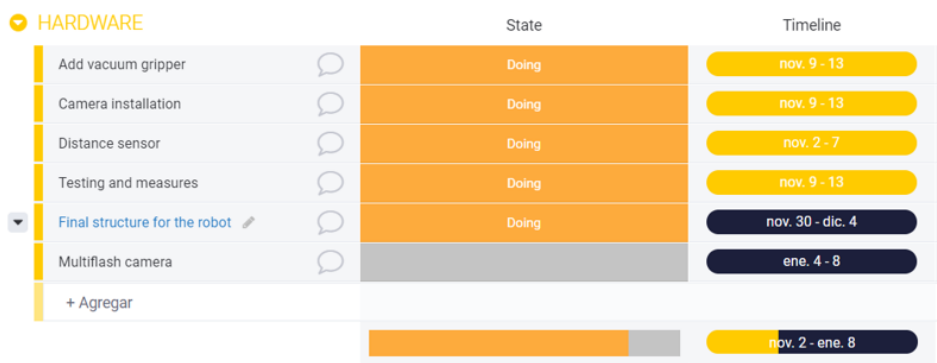 HARDWARE State Timeline
Add vacuum gripper Doing nov. 9 - 13
Camera installation Doing nov. 9 - 13
Distance sensor Doing nov. 2 - 7
Testing and measures Doing nov. 9 - 13
Final structure for the robot Doing nov. 30 - dic. 4
Multiflash camera ene. 4 - 8
+ Agregar
nov. 2 - ene. 8